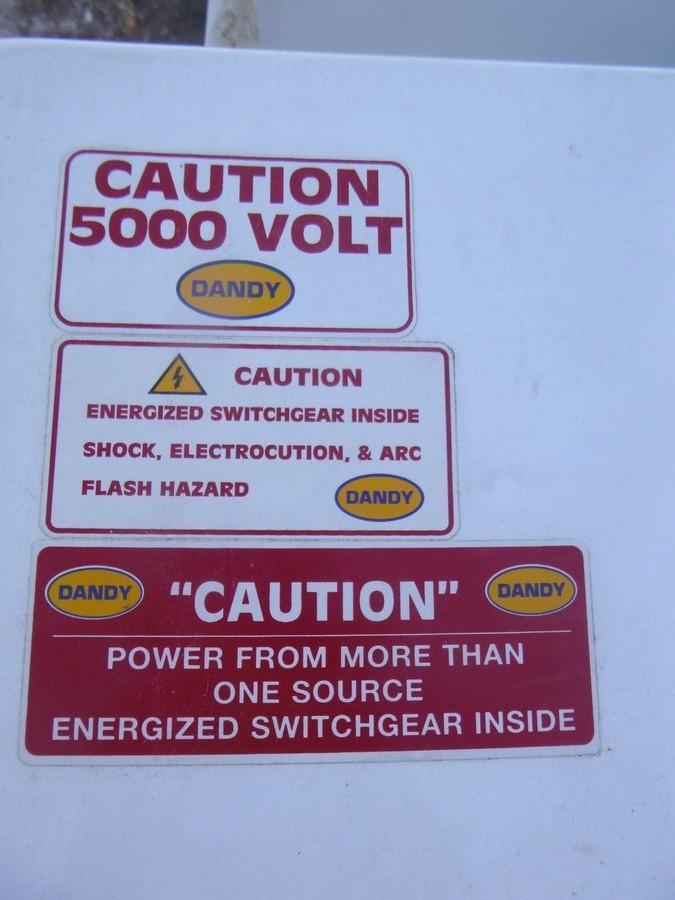 CAUTION
5000 VOLT
DANDY
CAUTION
ENERGIZED SWITCHGEAR INSIDE
SHOCK, ELECTROCUTION, & ARC
FLASH HAZARD
DANDY
DANDY "CAUTION" DANDY
POWER FROM MORE THAN
ONE SOURCE
ENERGIZED SWITCHGEAR INSIDE